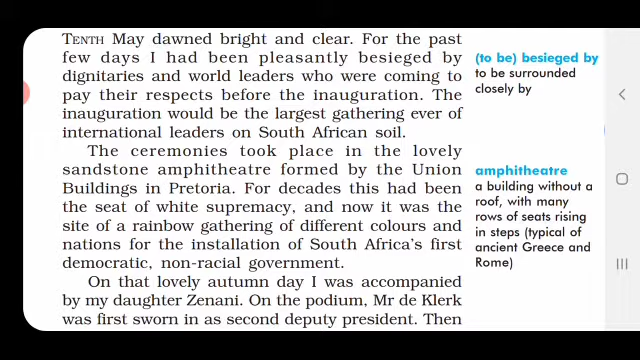 TENTH May dawned bright and clear. For the past
few days I had been pleasantly besieged by
dignitaries and world leaders who were coming to
pay their respects before the inauguration. The
inauguration would be the largest gathering ever of
international leaders on South African soil.
The ceremonies took place in the lovely
sandstone amphitheatre formed by the Union
Buildings in Pretoria. For decades this had been
the seat of white supremacy, and now it was the
site of a rainbow gathering of different colours and
nations for the installation of South Africa's first
democratic, non-racial government.
On that lovely autumn day I was accompanied
by my daughter Zenani. On the podium, Mr de Klerk
was first sworn in as second deputy president. Then
(to be) besieged by
to be surrounded
closely by
amphitheatre
a building without a
roof, with many
rows of seats rising
in steps (typical of
ancient Greece and
Rome)